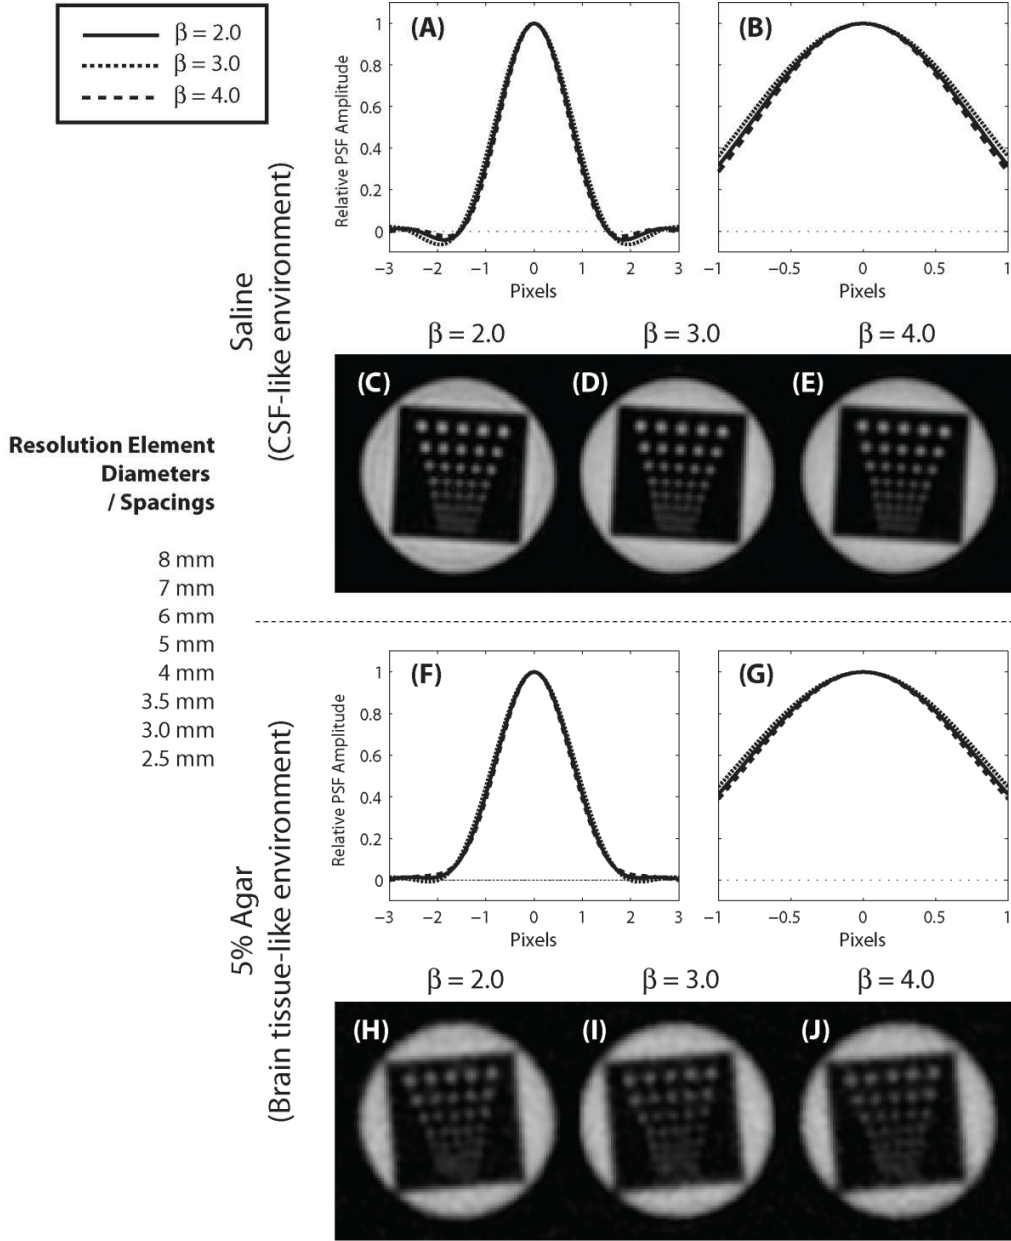 β = 2.0
β = 3.0
β = 4.0
(A)
(B)
Relative PSF Amplitude
1
0.8
0.6
0.4
0.2
0
−3 −2 −1 0 1 2 3
−1 −0.5 0 0.5 1
Pixels
Pixels
Saline
(CSF-like environment)
β = 2.0 β = 3.0 β = 4.0
(C) (D) (E)
Resolution Element
Diameters
/ Spacings
8 mm
7 mm
6 mm
5 mm
4 mm
3.5 mm
3.0 mm
2.5 mm
(F)
(G)
Relative PSF Amplitude
1
0.8
0.6
0.4
0.2
0
−3 −2 −1 0 1 2 3
−1 −0.5 0 0.5 1
Pixels
Pixels
5% Agar
(Brain tissue-like environment)
β = 2.0 β = 3.0 β = 4.0
(H) (I) (J)